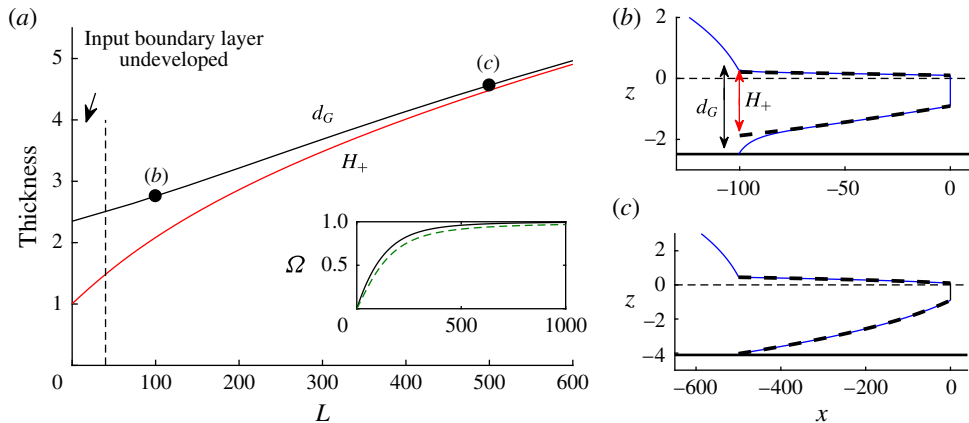 (a)
Input boundary layer
undeveloped
5
4
3
2
1
0
Thickness
(b)
(c)
d_G
H_+
0 100 200 300 400 500 600
L
Ω
1.0
0.5
0 500 1000
(b)
2
0
−2
z
d_G
H_+
−100 −50 0
(c)
2
0
−2
−4
z
−600 −400 −200 0
x